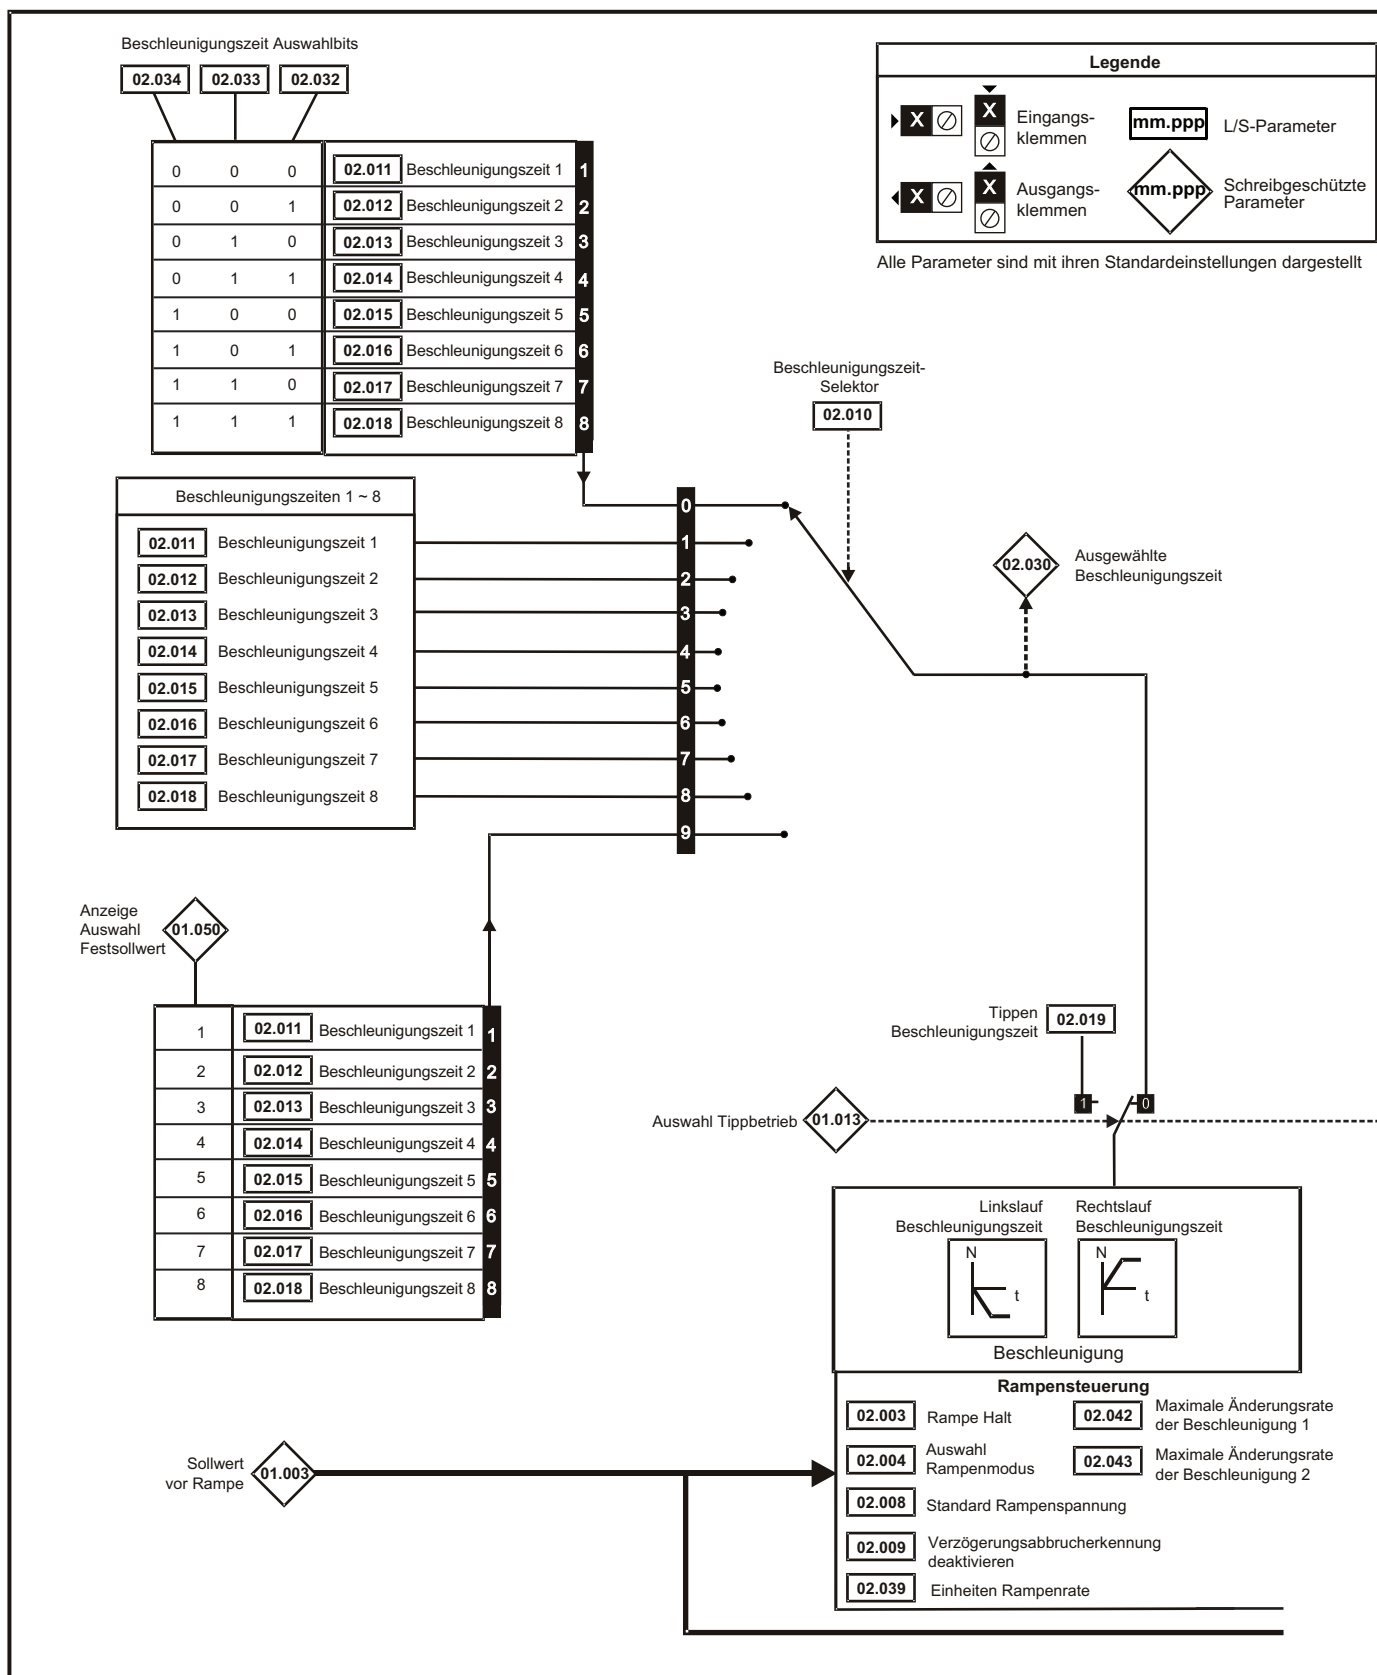 Beschleunigungszeit Auswahlbits
02.034 02.033 02.032
0 0 0 02.011 Beschleunigungszeit 1 1
0 0 1 02.012 Beschleunigungszeit 2 2
0 1 0 02.013 Beschleunigungszeit 3 3
0 1 1 02.014 Beschleunigungszeit 4 4
1 0 0 02.015 Beschleunigungszeit 5 5
1 0 1 02.016 Beschleunigungszeit 6 6
1 1 0 02.017 Beschleunigungszeit 7 7
1 1 1 02.018 Beschleunigungszeit 8 8
Legende
X X Eingangs-
klemmen
mm.ppp L/S-Parameter
X X Ausgangs-
klemmen
mm.ppp Schreibgeschützte
Parameter
Alle Parameter sind mit ihren Standardeinstellungen dargestellt
Beschleunigungszeit-
Selektor
02.010
Beschleunigungszeiten 1 ~ 8
0
02.011 Beschleunigungszeit 1 1
02.012 Beschleunigungszeit 2 2
02.013 Beschleunigungszeit 3 3
02.014 Beschleunigungszeit 4 4
02.015 Beschleunigungszeit 5 5
02.016 Beschleunigungszeit 6 6
02.017 Beschleunigungszeit 7 7
02.018 Beschleunigungszeit 8 8
9
02.030 Ausgewählte
Beschleunigungszeit
Anzeige
Auswahl
Festsollwert
01.050
1 02.011 Beschleunigungszeit 1 1
2 02.012 Beschleunigungszeit 2 2
3 02.013 Beschleunigungszeit 3 3
4 02.014 Beschleunigungszeit 4 4
5 02.015 Beschleunigungszeit 5 5
6 02.016 Beschleunigungszeit 6 6
7 02.017 Beschleunigungszeit 7 7
8 02.018 Beschleunigungszeit 8 8
Tippen
Beschleunigungszeit
02.019
1 0
Auswahl Tippbetrieb 01.013
Linkslauf
Beschleunigungszeit
N
t
Rechtslauf
Beschleunigungszeit
N
t
Beschleunigung
Rampensteuerung
02.003 Rampe Halt
02.042 Maximale Änderungsrate
der Beschleunigung 1
02.004 Auswahl
Rampenmodus
02.043 Maximale Änderungsrate
der Beschleunigung 2
02.008 Standard Rampenspannung
02.009 Verzögerungsabbrucherkennung
deaktivieren
02.039 Einheiten Rampenrate
Sollwert
vor Rampe
01.003